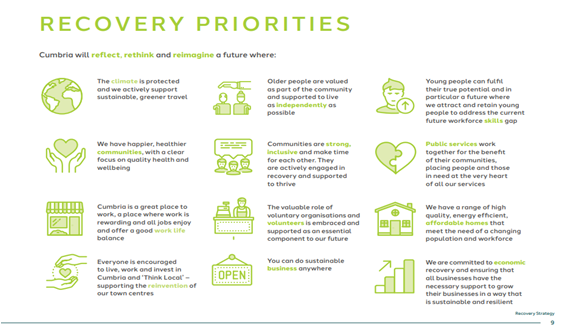 RECOVERY PRIORITIES
Cumbria will reflect, rethink and reimagine a future where:
The climate is protected
and we actively support
sustainable, greener travel
Older people are valued
as part of the community
and supported to live
as independently as
possible
Young people can fulfil
their true potential and in
particular a future where
we attract and retain young
people to address the current
future workforce skills gap
We have happier, healthier
communities, with a clear
focus on quality health and
wellbeing
Communities are strong,
inclusive and make time
for each other. They
are actively engaged in
recovery and supported
to thrive
Public services work
together for the benefit
of their communities,
placing people and those
in need at the very heart
of all our services
Cumbria is a great place to
work, a place where work is
rewarding and all jobs enjoy
and offer a good work life
balance
The valuable role of
voluntary organisations and
volunteers is embraced and
supported as an essential
component to our future
We have a range of high
quality, energy efficient,
affordable homes that
meet the need of a changing
population and workforce
Everyone is encouraged
to live, work and invest in
Cumbria and 'Think Local' –
supporting the reinvention of
our town centres
OPEN
You can do sustainable
business anywhere
We are committed to economic
recovery and ensuring that
all businesses have the
necessary support to grow
their businesses in a way that
is sustainable and resilient
Recovery Strategy
9